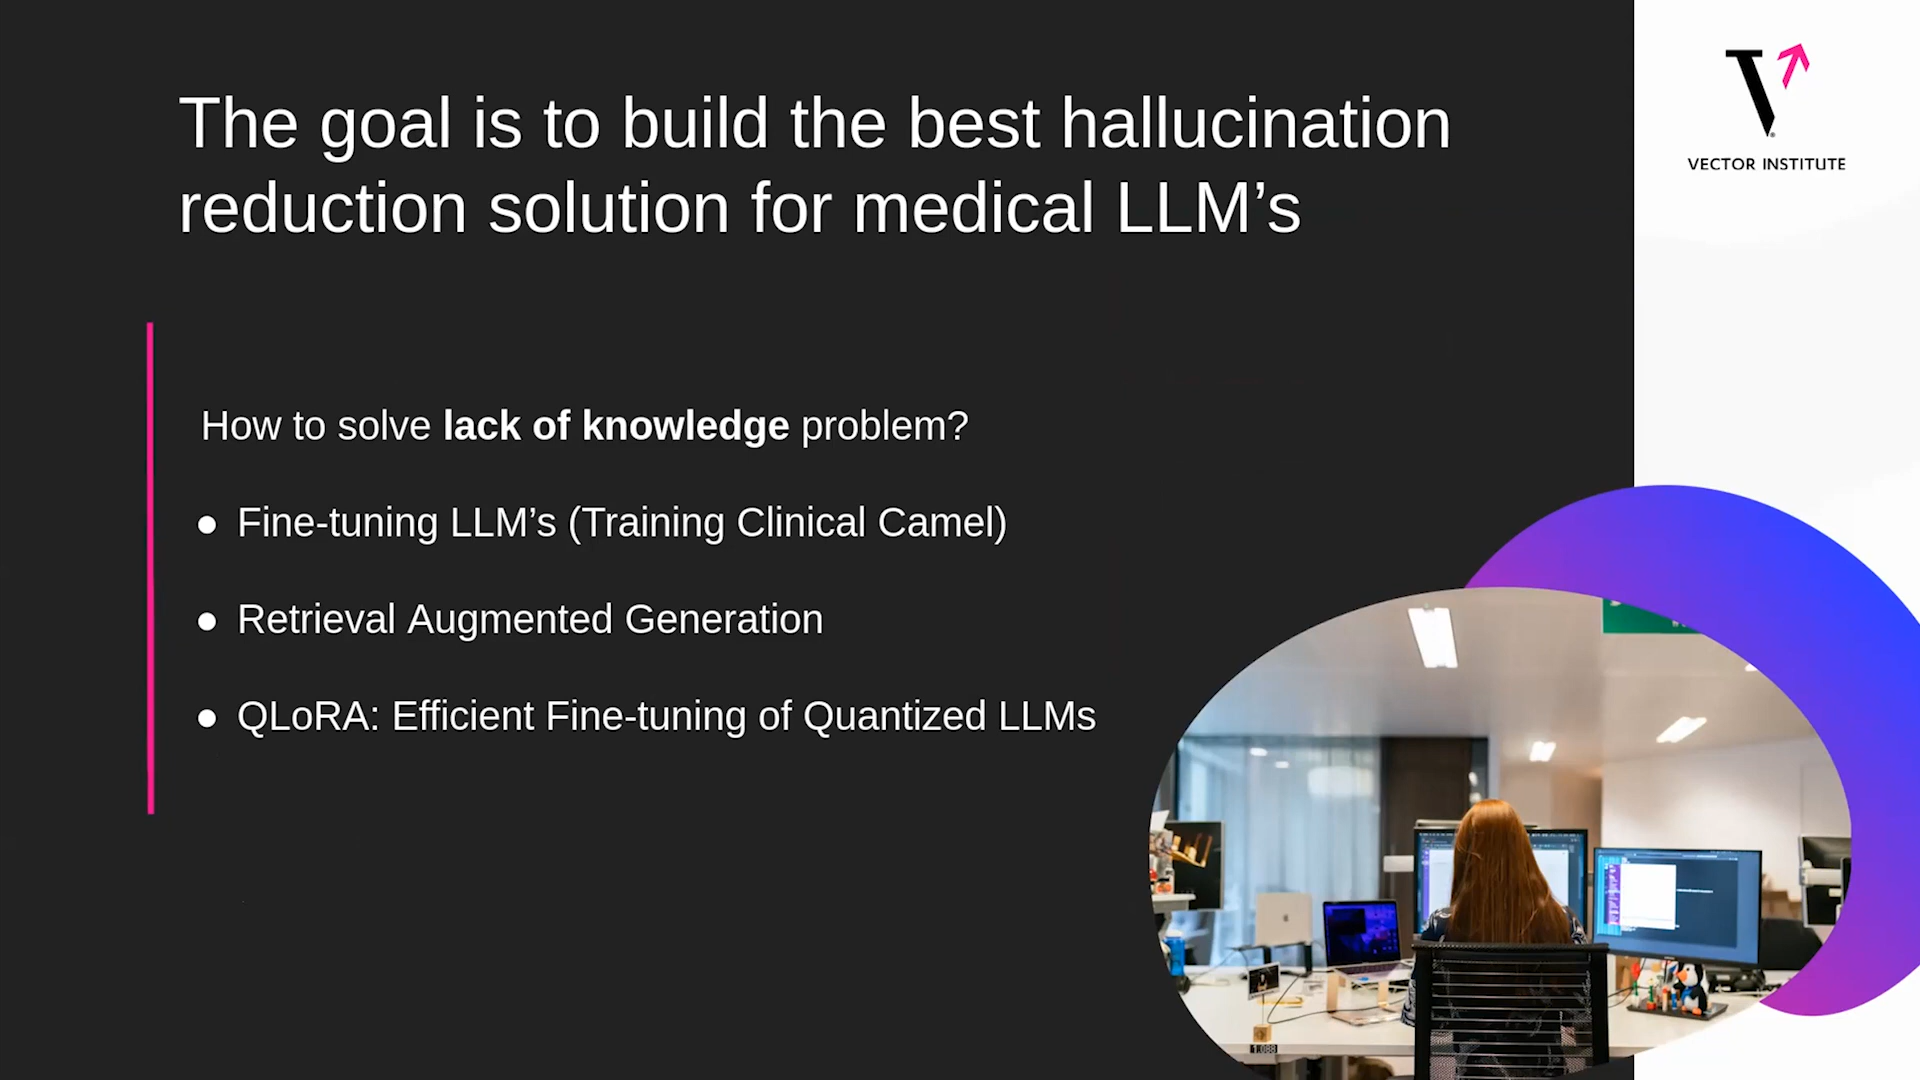 The goal is to build the best hallucination
reduction solution for medical LLM’s
VECTOR INSTITUTE
How to solve lack of knowledge problem?
● Fine-tuning LLM’s (Training Clinical Camel)
● Retrieval Augmented Generation
● QLoRA: Efficient Fine-tuning of Quantized LLMs